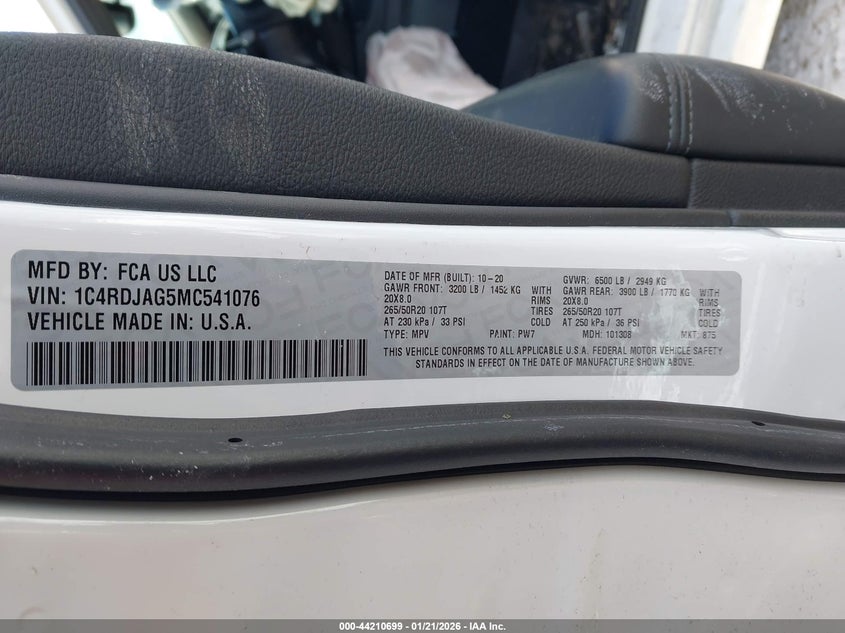 MFD BY: FCA US LLC
VIN: 1C4RDJAG5MC541076
VEHICLE MADE IN: U.S.A.
DATE OF MFR (BUILT): 10-20 GVWR: 6500 LB / 2949 KG
GAWR FRONT: 3200 LB / 1452 KG WITH GAWR REAR: 3900 LB / 1770 KG WITH
20X8.0 RIMS 20X8.0 RIMS
265/50R20 107T TIRES 265/50R20 107T TIRES
AT 230 kPa / 33 PSI COLD AT 250 kPa / 36 PSI COLD
TYPE: MPV PAINT: PW7 MDH: 101308 MKT: 875
THIS VEHICLE CONFORMS TO ALL APPLICABLE U.S.A. FEDERAL MOTOR VEHICLE SAFETY
STANDARDS IN EFFECT ON THE DATE OF MANUFACTURE SHOWN ABOVE.
000-44210699 - 01/21/2026 - IAA Inc.